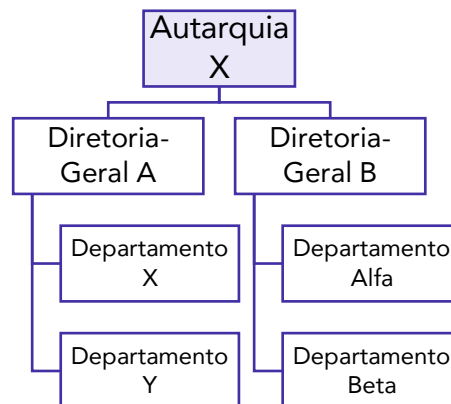 Autarquia
X
Diretoria-
Geral A
Diretoria-
Geral B
Departamento
X
Departamento
Alfa
Departamento
Y
Departamento
Beta